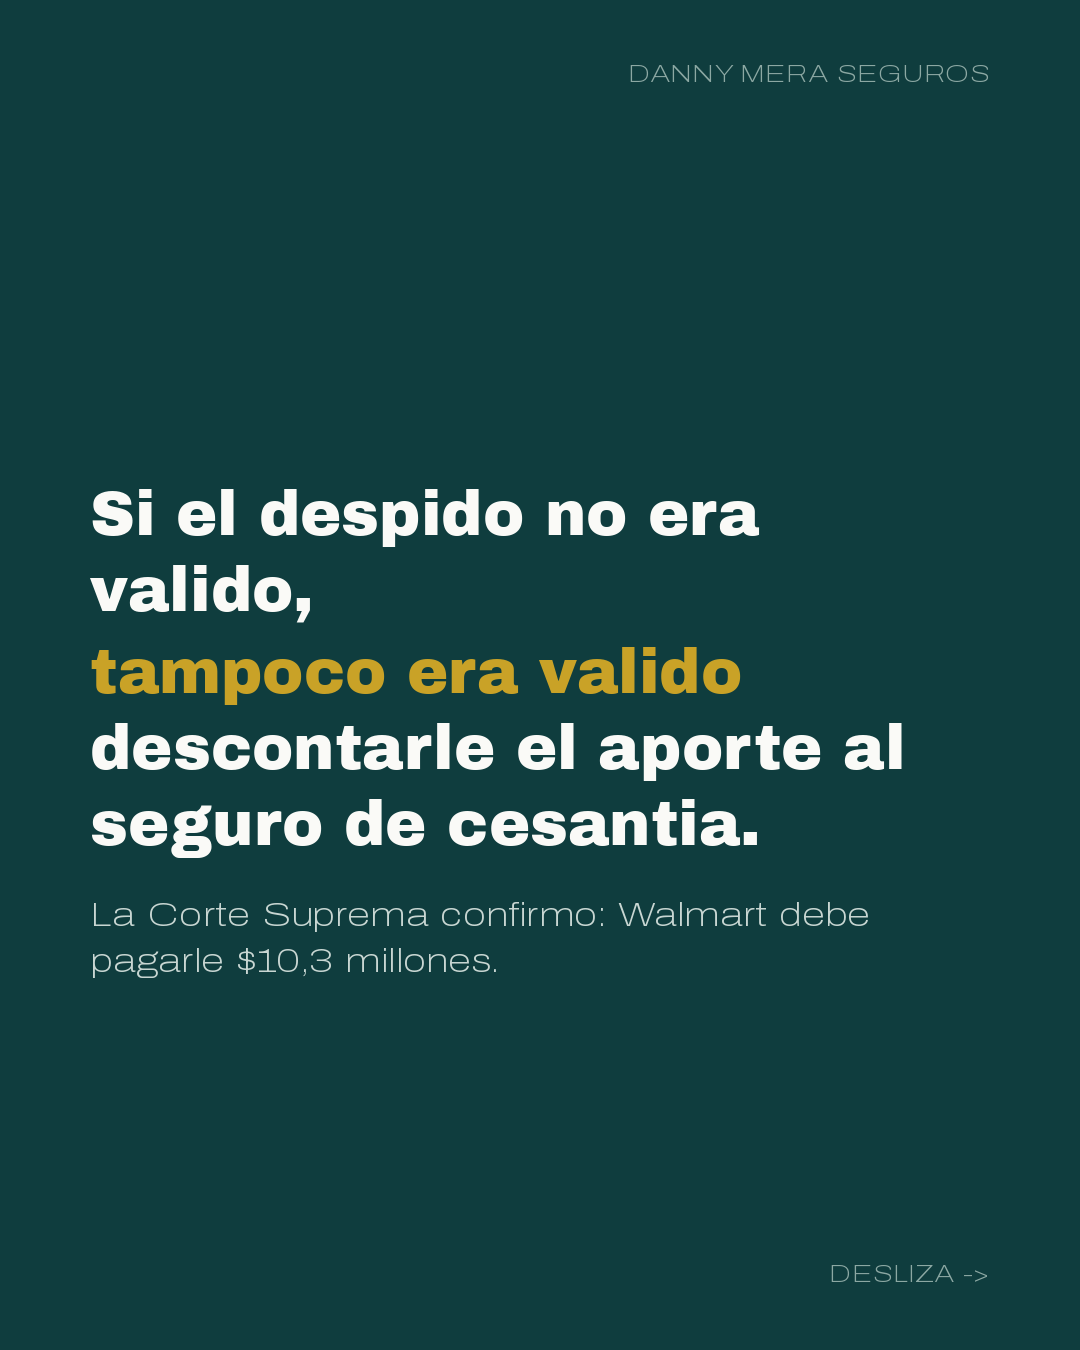 DANNY MERA SEGUROS
Si el despido no era
valido,
tampoco era valido
descontarle el aporte al
seguro de cesantia.
La Corte Suprema confirmo: Walmart debe
pagarle $10,3 millones.
DESLIZA ->